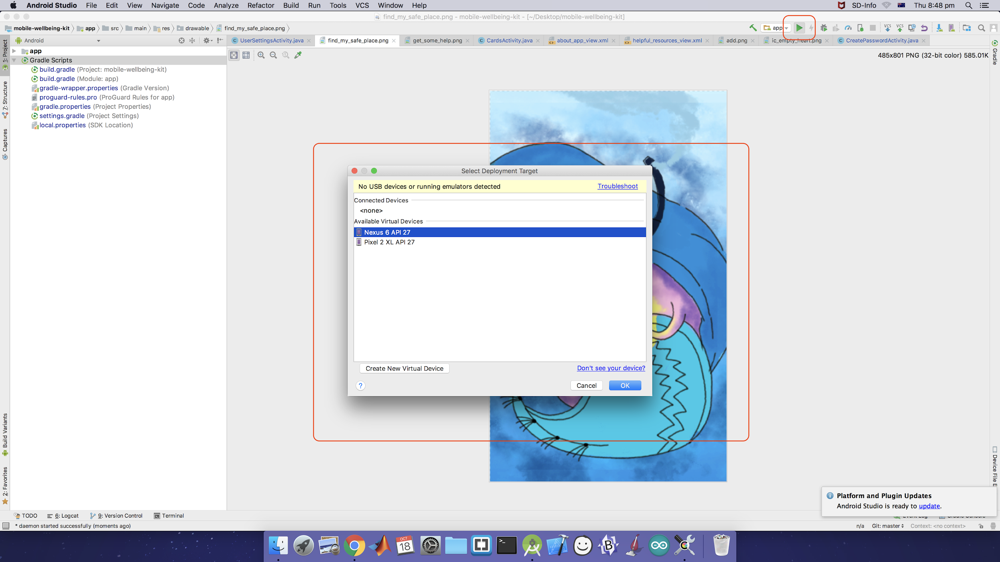 Android Studio File Edit View Navigate Code Analyze Refactor Build Run Tools VCS Window Help SD-Info Thu 8:48 pm
find_my_safe_place.png - mobile-wellbeing-kit - [~/Desktop/mobile-wellbeing-kit]
mobile-wellbeing-kit app src main res drawable find_my_safe_place.png app VCS VCS
Android
UserSettingsActivity.java find_my_safe_place.png get_some_help.png CardsActivity.java about_app_view.xml helpful_resources_view.xml add.png ic_empty_heart.png CreatePasswordActivity.java
485x801 PNG (32-bit color) 585.01K
1: Project
7: Structure
Captures
Build Variants
2: Favorites
app
Gradle Scripts
build.gradle (Project: mobile-wellbeing-kit)
build.gradle (Module: app)
gradle-wrapper.properties (Gradle Version)
proguard-rules.pro (ProGuard Rules for app)
gradle.properties (Project Properties)
settings.gradle (Project Settings)
local.properties (SDK Location)
Select Deployment Target
No USB devices or running emulators detected Troubleshoot
Connected Devices
<none>
Available Virtual Devices
Nexus 6 API 27
Pixel 2 XL API 27
Create New Virtual Device Don't see your device?
? Cancel OK
Gradle
Device File E
Platform and Plugin Updates
Android Studio is ready to update.
TODO 6: Logcat 9: Version Control Terminal Event Log Gradle Console
* daemon started successfully (moments ago) n/a Git: master Context: <no context>
OCT
18
>_
B